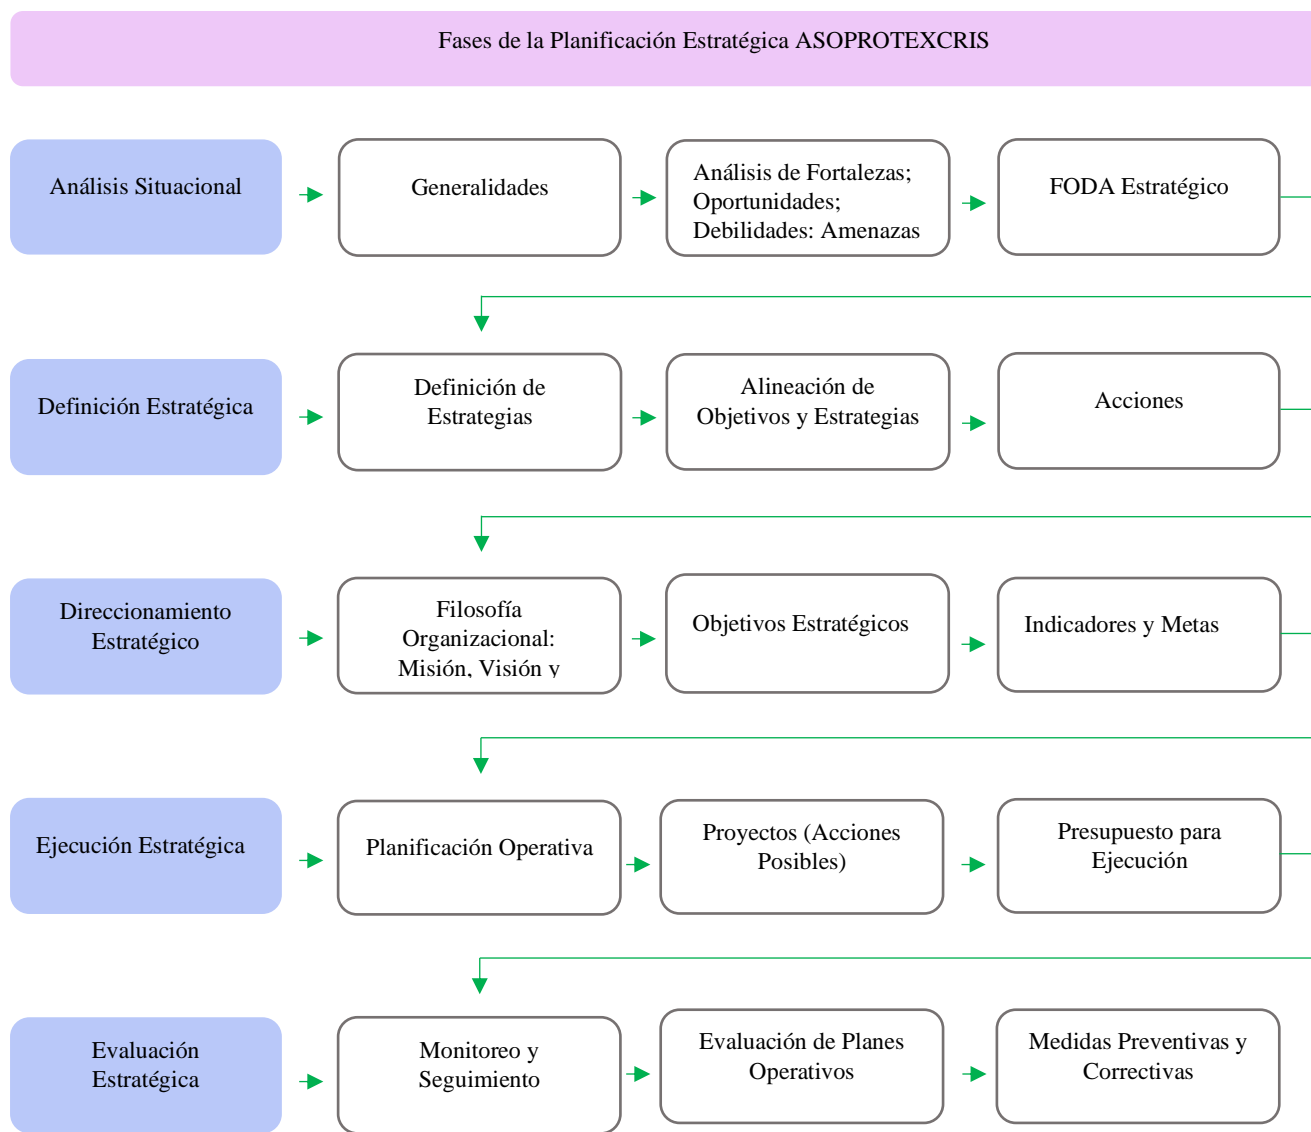 Fases de la Planificación Estratégica ASOPROTEXCRIS
Análisis Situacional
Generalidades
Análisis de Fortalezas;
Oportunidades;
Debilidades: Amenazas
FODA Estratégico
Definición Estratégica
Definición de
Estrategias
Alineación de
Objetivos y Estrategias
Acciones
Direccionamiento
Estratégico
Filosofía
Organizacional:
Misión, Visión y
Objetivos Estratégicos
Indicadores y Metas
Ejecución Estratégica
Planificación Operativa
Proyectos (Acciones
Posibles)
Presupuesto para
Ejecución
Evaluación
Estratégica
Monitoreo y
Seguimiento
Evaluación de Planes
Operativos
Medidas Preventivas y
Correctivas